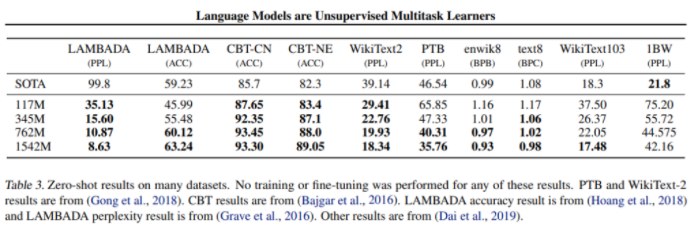 Language Models are Unsupervised Multitask Learners
LAMBADA LAMBADA CBT-CN CBT-NE WikiText2 PTB enwik8 text8 WikiText103 1BW
(PPL) (ACC) (ACC) (ACC) (PPL) (PPL) (BPB) (BPC) (PPL) (PPL)
SOTA 99.8 59.23 85.7 82.3 39.14 46.54 0.99 1.08 18.3 21.8
117M 35.13 45.99 87.65 83.4 29.41 65.85 1.16 1.17 37.50 75.20
345M 15.60 55.48 92.35 87.1 22.76 47.33 1.01 1.06 26.37 55.72
762M 10.87 60.12 93.45 88.0 19.93 40.31 0.97 1.02 22.05 44.575
1542M 8.63 63.24 93.30 89.05 18.34 35.76 0.93 0.98 17.48 42.16
Table 3. Zero-shot results on many datasets. No training or fine-tuning was performed for any of these results. PTB and WikiText-2
results are from (Gong et al., 2018). CBT results are from (Bajgar et al., 2016). LAMBADA accuracy result is from (Hoang et al., 2018)
and LAMBADA perplexity result is from (Grave et al., 2016). Other results are from (Dai et al., 2019).